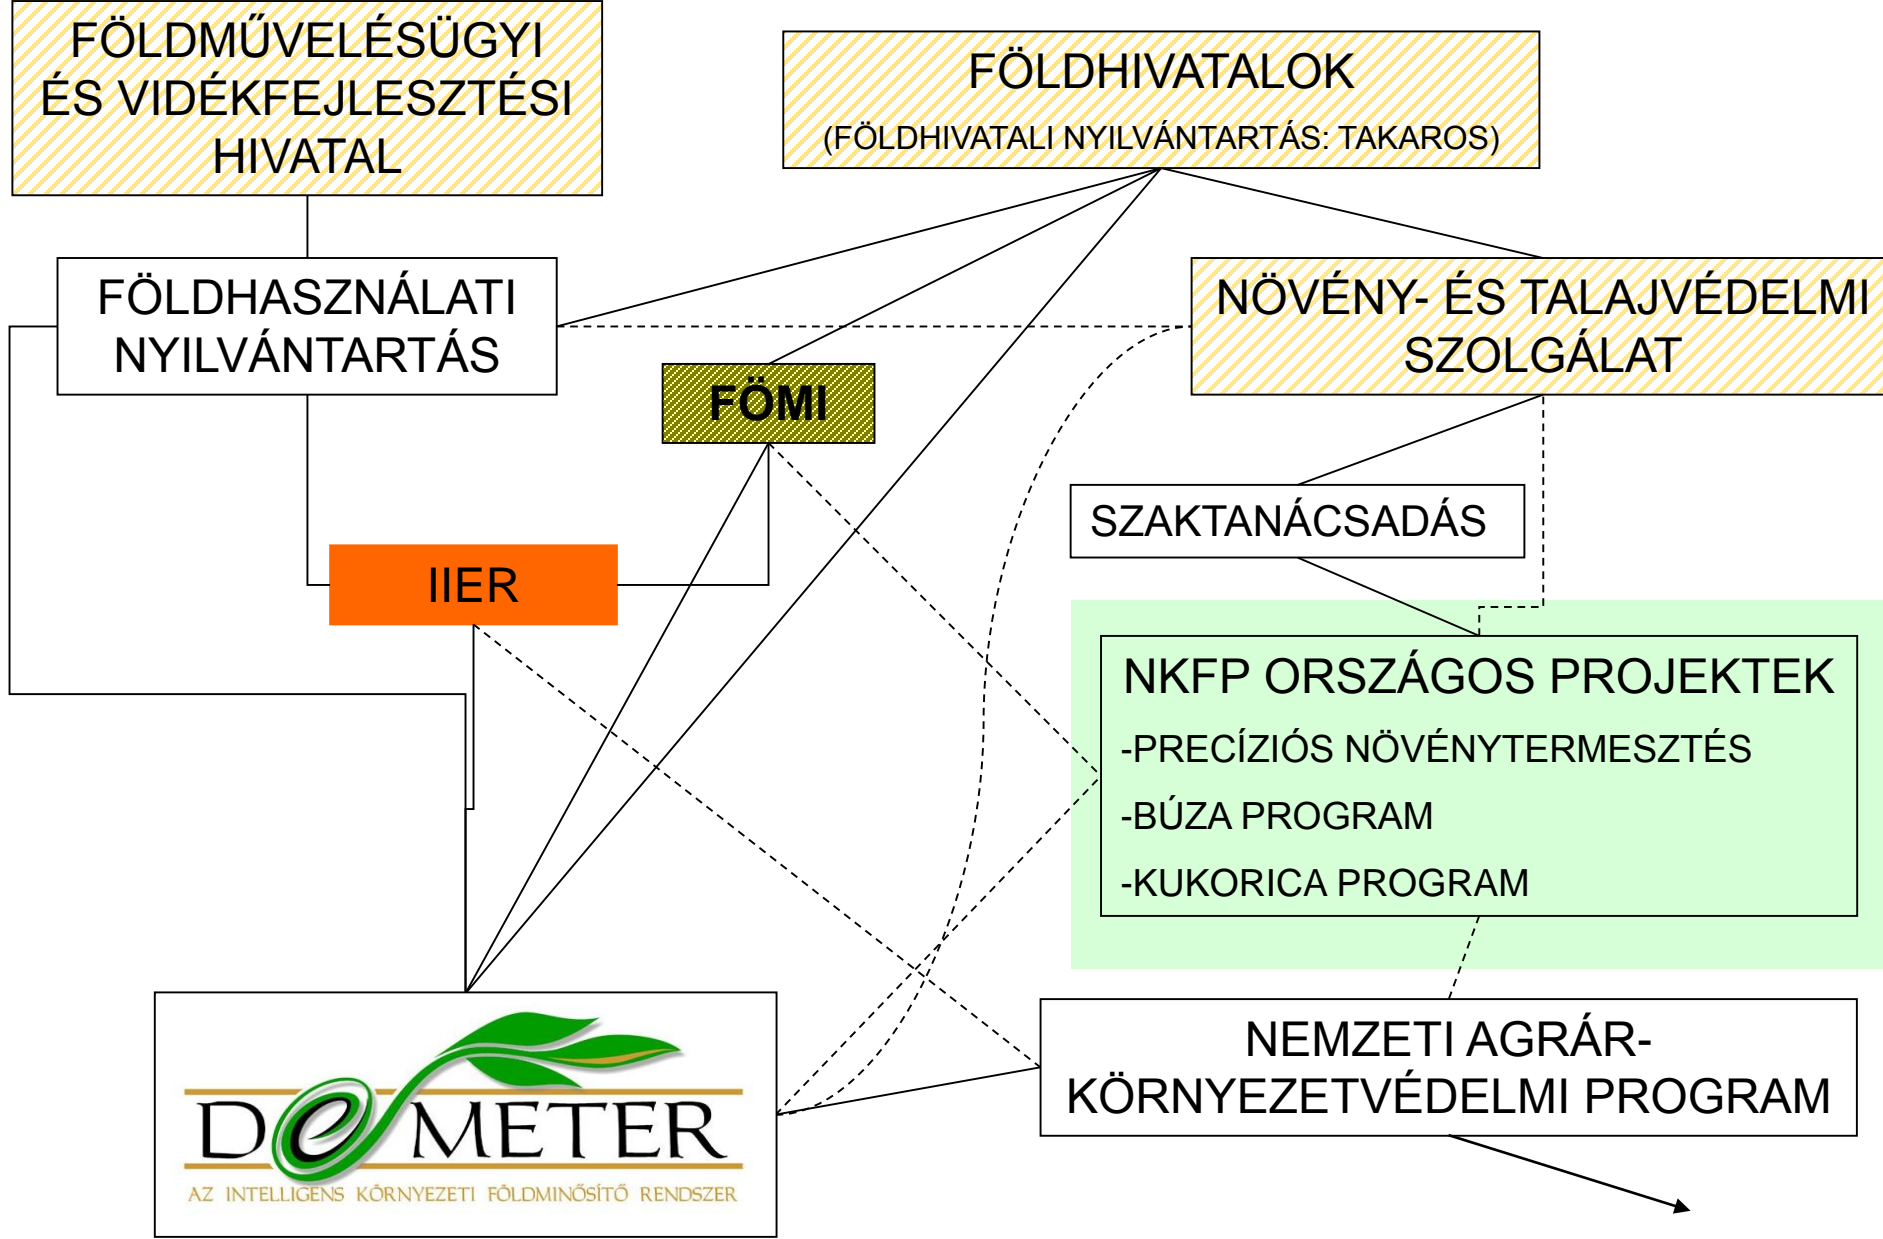 FÖLDMŰVELÉSÜGYI
ÉS VIDÉKFEJLESZTÉSI
HIVATAL
FÖLDHIVATALOK
(FÖLDHIVATALI NYILVÁNTARTÁS: TAKAROS)
FÖLDHASZNÁLATI
NYILVÁNTARTÁS
NÖVÉNY- ÉS TALAJVÉDELMI
SZOLGÁLAT
FÖMI
SZAKTANÁCSADÁS
IIER
NKFP ORSZÁGOS PROJEKTEK
-PRECÍZIÓS NÖVÉNYTERMESZTÉS
-BÚZA PROGRAM
-KUKORICA PROGRAM
NEMZETI AGRÁR-
KÖRNYEZETVÉDELMI PROGRAM
DeMETER
AZ INTELLIGENS KÖRNYEZETI FÖLDMINŐSÍTŐ RENDSZER